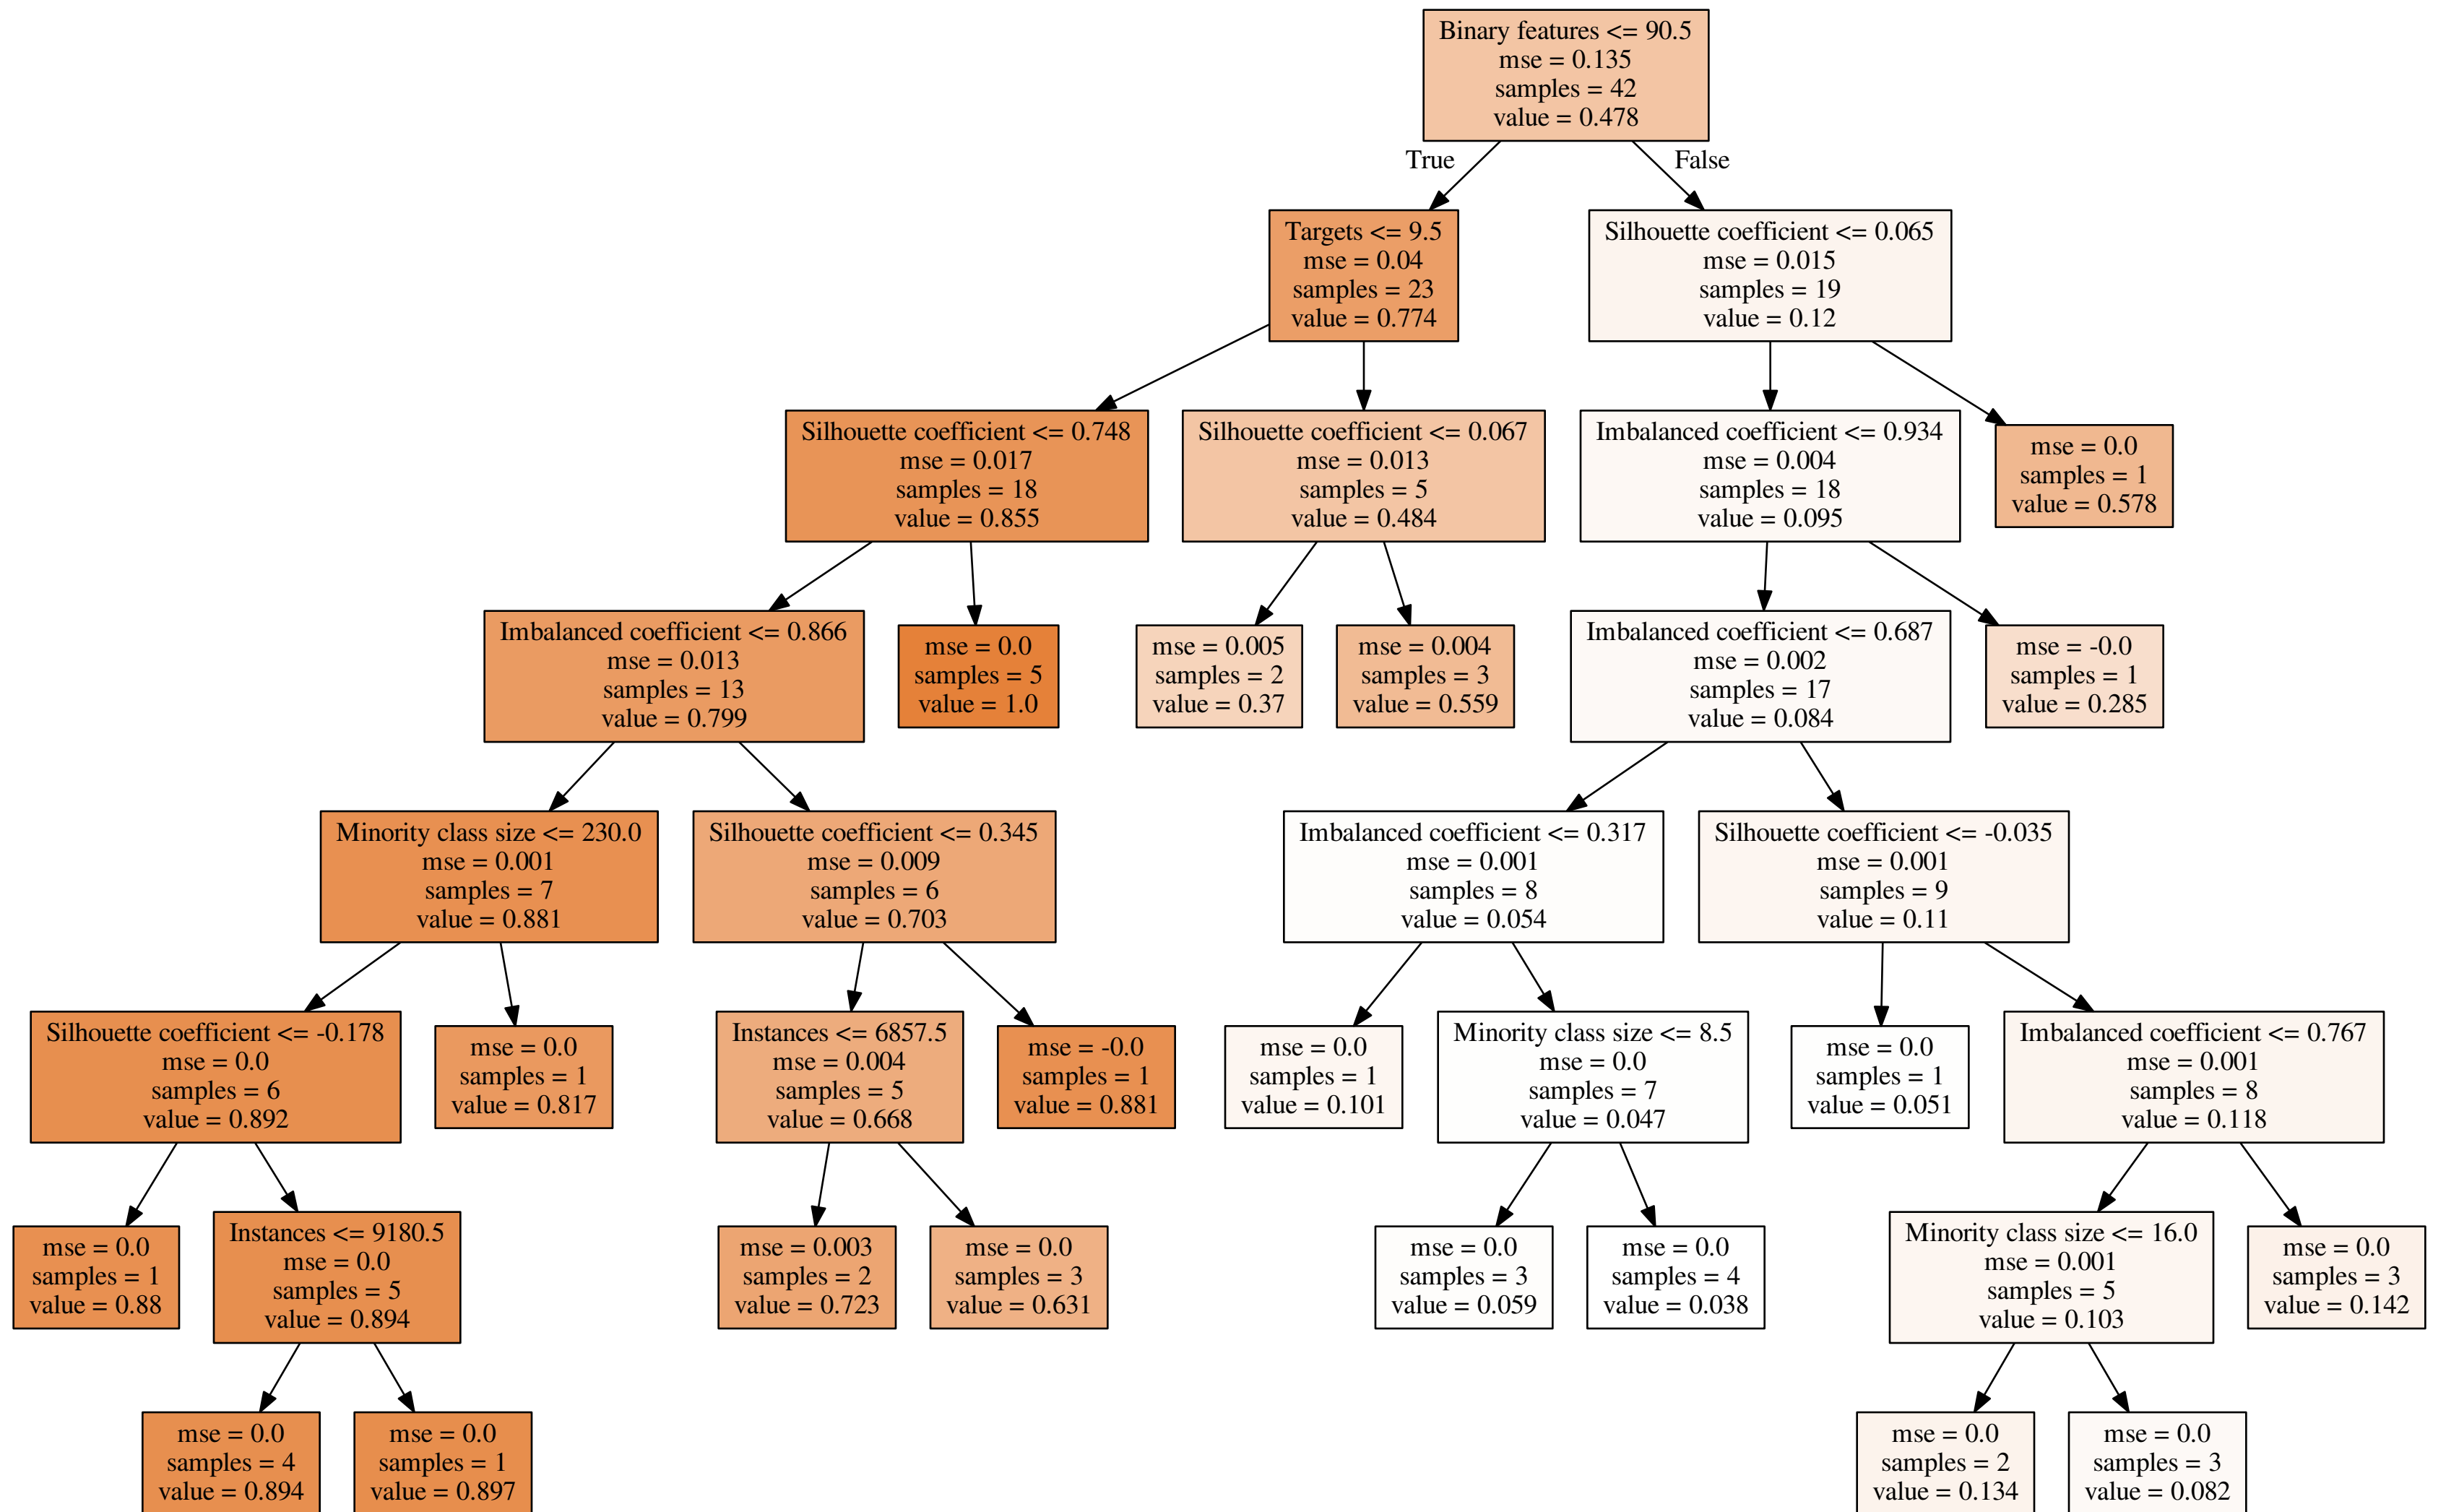 Binary features <= 90.5
mse = 0.135
samples = 42
value = 0.478
True
False
Targets <= 9.5
mse = 0.04
samples = 23
value = 0.774
Silhouette coefficient <= 0.065
mse = 0.015
samples = 19
value = 0.12
Silhouette coefficient <= 0.748
mse = 0.017
samples = 18
value = 0.855
Silhouette coefficient <= 0.067
mse = 0.013
samples = 5
value = 0.484
Imbalanced coefficient <= 0.934
mse = 0.004
samples = 18
value = 0.095
mse = 0.0
samples = 1
value = 0.578
Imbalanced coefficient <= 0.866
mse = 0.013
samples = 13
value = 0.799
mse = 0.0
samples = 5
value = 1.0
mse = 0.005
samples = 2
value = 0.37
mse = 0.004
samples = 3
value = 0.559
Imbalanced coefficient <= 0.687
mse = 0.002
samples = 17
value = 0.084
mse = -0.0
samples = 1
value = 0.285
Minority class size <= 230.0
mse = 0.001
samples = 7
value = 0.881
Silhouette coefficient <= 0.345
mse = 0.009
samples = 6
value = 0.703
Imbalanced coefficient <= 0.317
mse = 0.001
samples = 8
value = 0.054
Silhouette coefficient <= -0.035
mse = 0.001
samples = 9
value = 0.11
Silhouette coefficient <= -0.178
mse = 0.0
samples = 6
value = 0.892
mse = 0.0
samples = 1
value = 0.817
Instances <= 6857.5
mse = 0.004
samples = 5
value = 0.668
mse = -0.0
samples = 1
value = 0.881
mse = 0.0
samples = 1
value = 0.101
Minority class size <= 8.5
mse = 0.0
samples = 7
value = 0.047
mse = 0.0
samples = 1
value = 0.051
Imbalanced coefficient <= 0.767
mse = 0.001
samples = 8
value = 0.118
mse = 0.0
samples = 1
value = 0.88
Instances <= 9180.5
mse = 0.0
samples = 5
value = 0.894
mse = 0.003
samples = 2
value = 0.723
mse = 0.0
samples = 3
value = 0.631
mse = 0.0
samples = 3
value = 0.059
mse = 0.0
samples = 4
value = 0.038
Minority class size <= 16.0
mse = 0.001
samples = 5
value = 0.103
mse = 0.0
samples = 3
value = 0.142
mse = 0.0
samples = 4
value = 0.894
mse = 0.0
samples = 1
value = 0.897
mse = 0.0
samples = 2
value = 0.134
mse = 0.0
samples = 3
value = 0.082